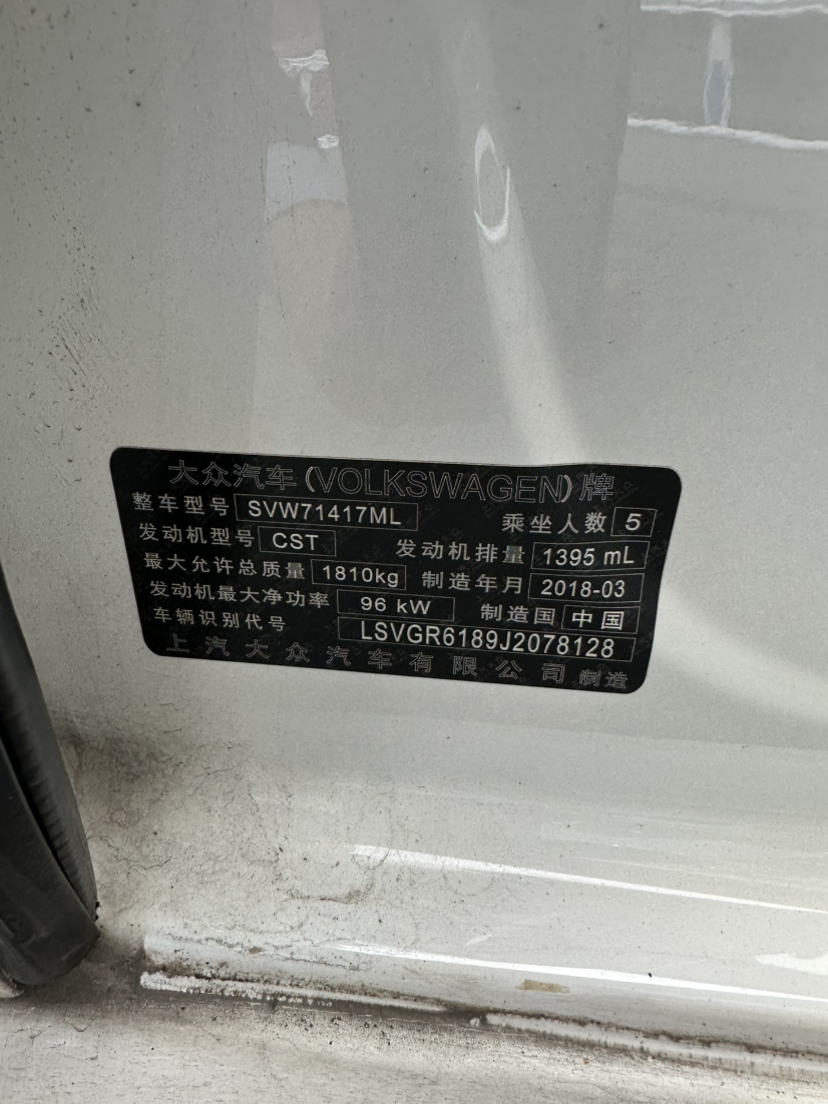 大众汽车(VOLKSWAGEN)牌
整车型号 SVW71417ML 乘坐人数 5
发动机型号 CST 发动机排量 1395 mL
最大允许总质量 1810kg 制造年月 2018-03
发动机最大净功率 96 kW 制造国 中国
车辆识别代号 LSVGR6189J2078128
上汽大众汽车有限公司 制造